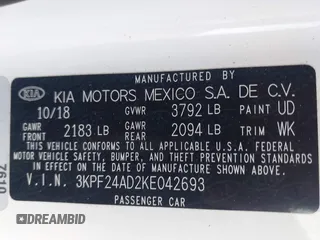 KIA KIA MOTORS MEXICO S.A. DE C.V.
MANUFACTURED BY
10/18 GVWR 3792 LB PAINT UD
GAWR FRONT 2183 LB GAWR REAR 2094 LB TRIM WK
THIS VEHICLE CONFORMS TO ALL APPLICABLE U.S. FEDERAL
MOTOR VEHICLE SAFETY, BUMPER, AND THEFT PREVENTION
STANDARDS IN EFFECT ON THE DATE OF MANUFACTURE SHOWN ABOVE.
V.I.N. 3KPF24AD2KE042693
PASSENGER CAR
7610
DREAMBID